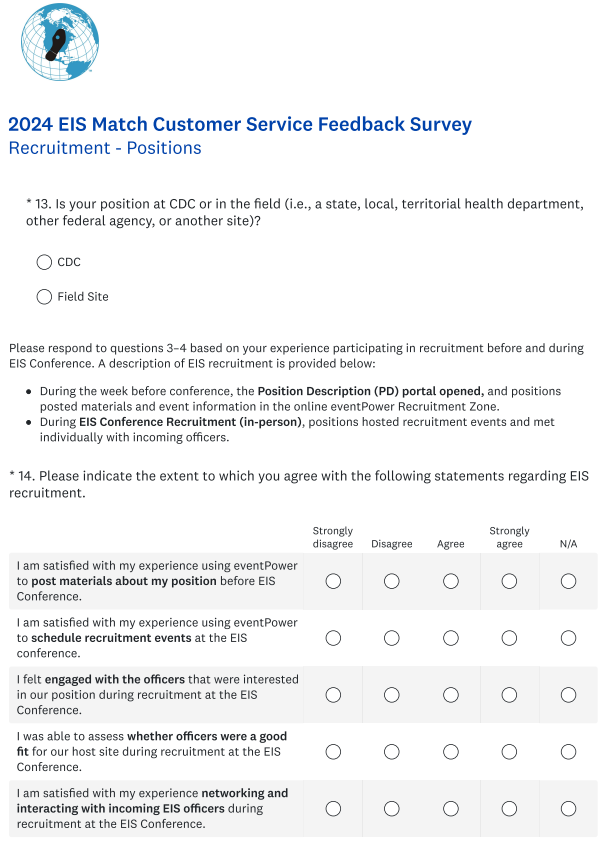 2024 EIS Match Customer Service Feedback Survey
Recruitment - Positions
* 13. Is your position at CDC or in the field (i.e., a state, local, territorial health department,
other federal agency, or another site)?
CDC
Field Site
Please respond to questions 3–4 based on your experience participating in recruitment before and during
EIS Conference. A description of EIS recruitment is provided below:
• During the week before conference, the Position Description (PD) portal opened, and positions
posted materials and event information in the online eventPower Recruitment Zone.
• During EIS Conference Recruitment (in-person), positions hosted recruitment events and met
individually with incoming officers.
* 14. Please indicate the extent to which you agree with the following statements regarding EIS
recruitment.
Strongly
disagree
Disagree
Agree
Strongly
agree
N/A
I am satisfied with my experience using eventPower
to post materials about my position before EIS
Conference.
I am satisfied with my experience using eventPower
to schedule recruitment events at the EIS
conference.
I felt engaged with the officers that were interested
in our position during recruitment at the EIS
Conference.
I was able to assess whether officers were a good
fit for our host site during recruitment at the EIS
Conference.
I am satisfied with my experience networking and
interacting with incoming EIS officers during
recruitment at the EIS Conference.